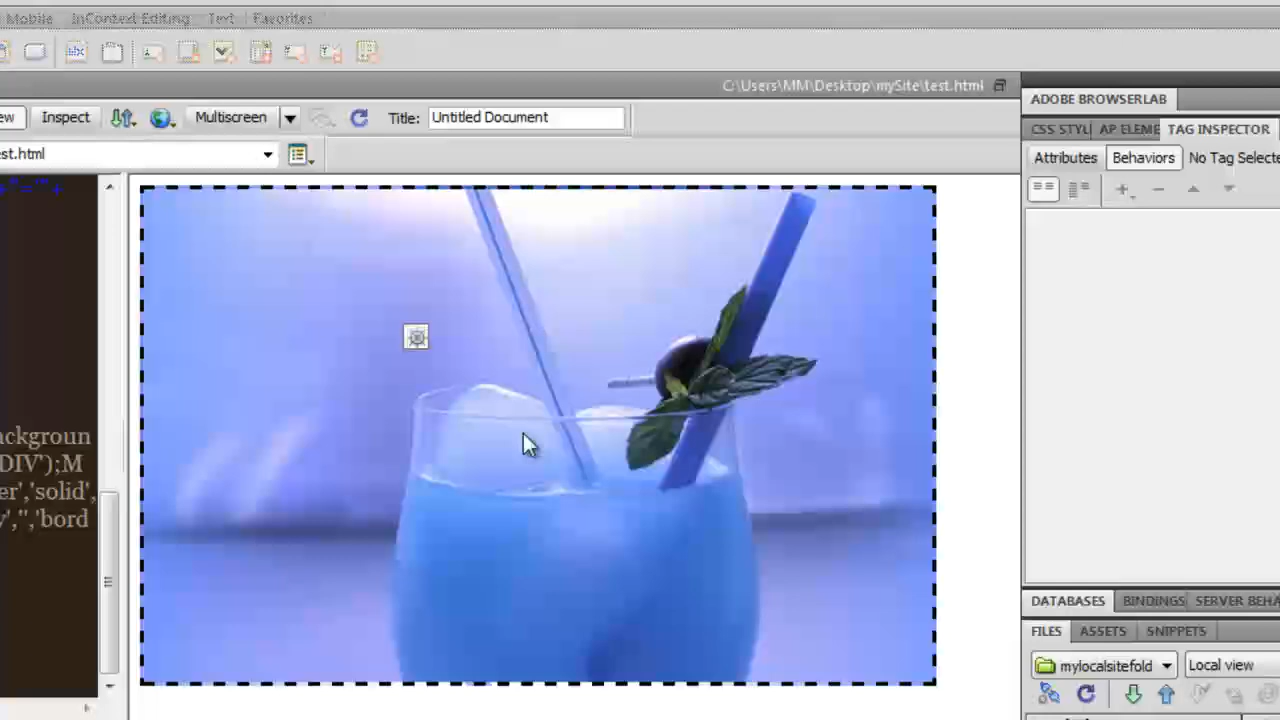 Mobile InContext Editing Text Favorites
C:\Users\MM\Desktop\mySite\test.html
ADOBE BROWSERLAB
ew Inspect Multiscreen Title: Untitled Document
CSS STYL AP ELEME TAG INSPECTOR
est.html
Attributes Behaviors No Tag Selecte
+"="+
ackgroun
DIV');M
er','solid',
y','','bord
DATABASES BINDINGS SERVER BEHA
FILES ASSETS SNIPPETS
mylocalsitefold Local view